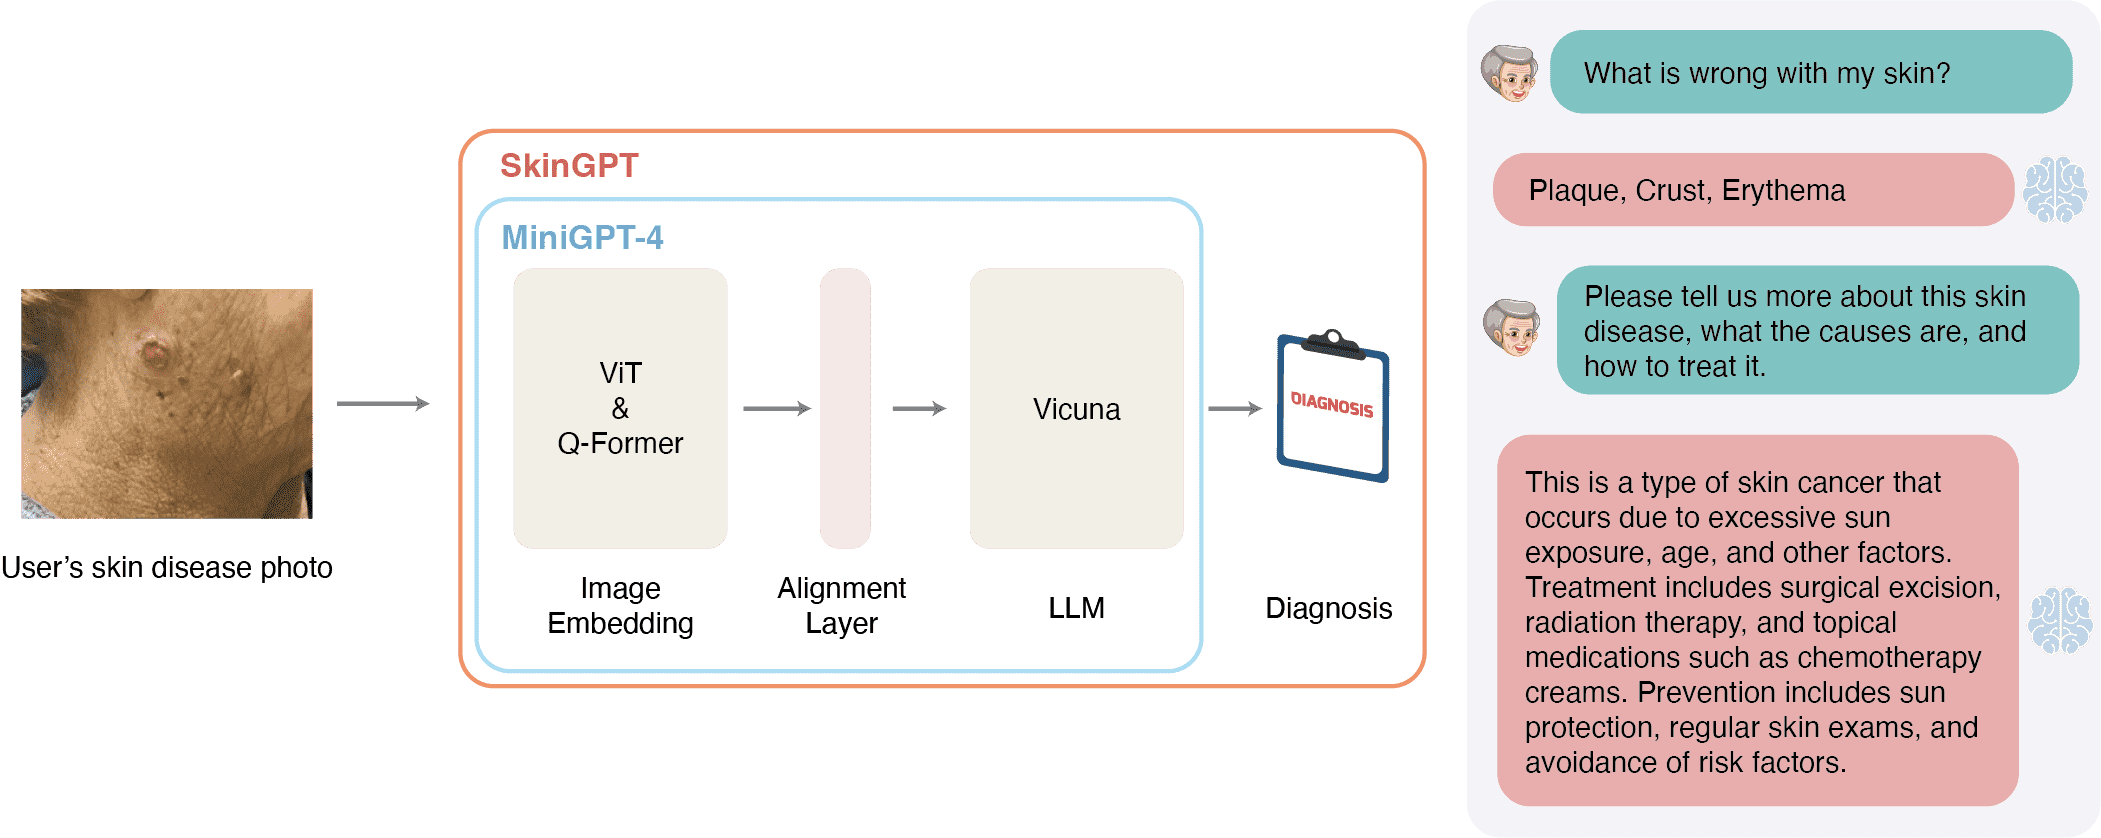 SkinGPT
MiniGPT-4
ViT
&
Q-Former
Vicuna
DIAGNOSIS
User's skin disease photo
Image
Embedding
Alignment
Layer
LLM
Diagnosis
What is wrong with my skin?
Plaque, Crust, Erythema
Please tell us more about this skin
disease, what the causes are, and
how to treat it.
This is a type of skin cancer that
occurs due to excessive sun
exposure, age, and other factors.
Treatment includes surgical excision,
radiation therapy, and topical
medications such as chemotherapy
creams. Prevention includes sun
protection, regular skin exams, and
avoidance of risk factors.